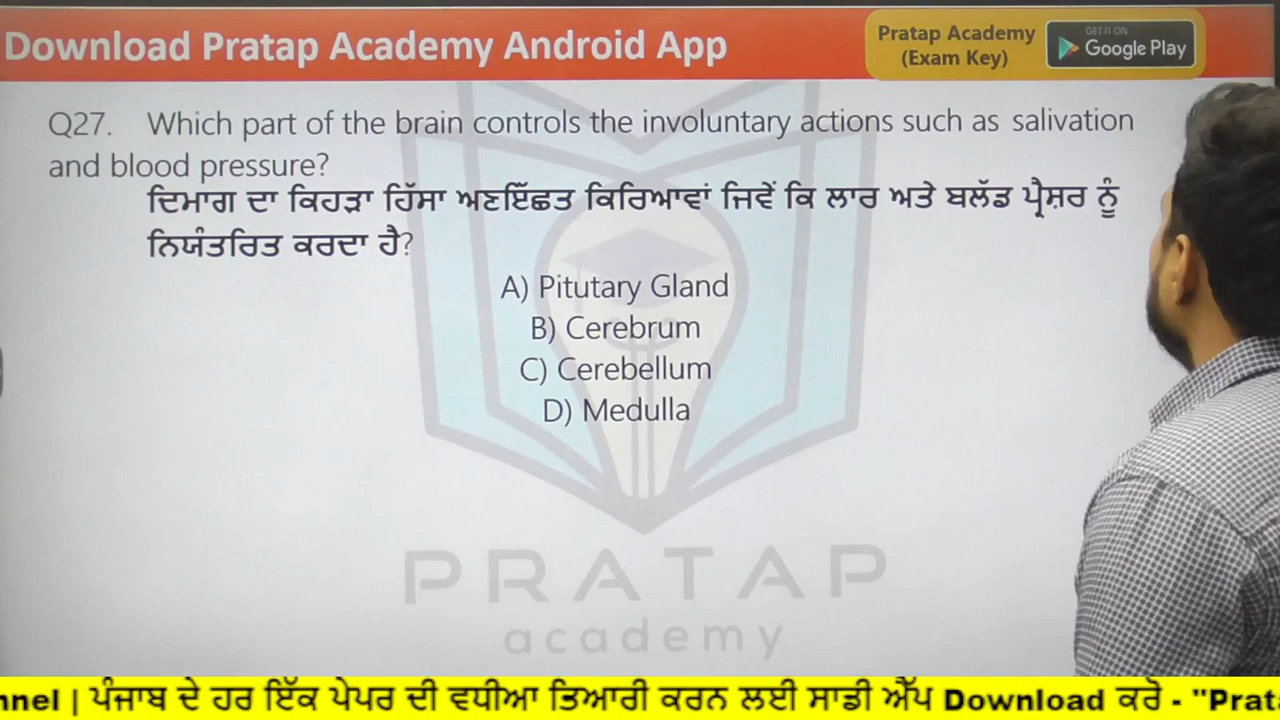 Download Pratap Academy Android App
Pratap Academy
(Exam Key)
GET IT ON
Google Play
Q27. Which part of the brain controls the involuntary actions such as salivation
and blood pressure?
ਦਿਮਾਗ ਦਾ ਕਿਹੜਾ ਹਿੱਸਾ ਅਣਇੱਛਤ ਕਿਰਿਆਵਾਂ ਜਿਵੇਂ ਕਿ ਲਾਰ ਅਤੇ ਬਲੱਡ ਪ੍ਰੈਸ਼ਰ ਨੂੰ
ਨਿਯੰਤਰਿਤ ਕਰਦਾ ਹੈ?
A) Pitutary Gland
B) Cerebrum
C) Cerebellum
D) Medulla
PRATAP
academy
nnel | ਪੰਜਾਬ ਦੇ ਹਰ ਇੱਕ ਪੇਪਰ ਦੀ ਵਧੀਆ ਤਿਆਰੀ ਕਰਨ ਲਈ ਸਾਡੀ ਐੱਪ Download ਕਰੋ - "Prata